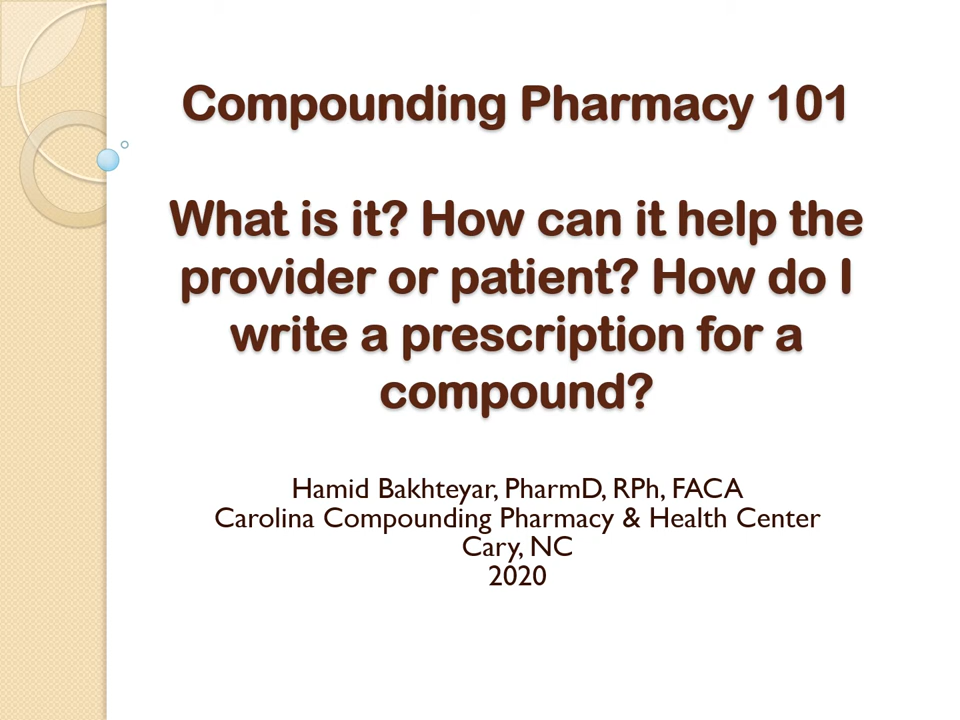 Compounding Pharmacy 101
What is it? How can it help the
provider or patient? How do I
write a prescription for a
compound?
Hamid Bakhteyar, PharmD, RPh, FACA
Carolina Compounding Pharmacy & Health Center
Cary, NC
2020